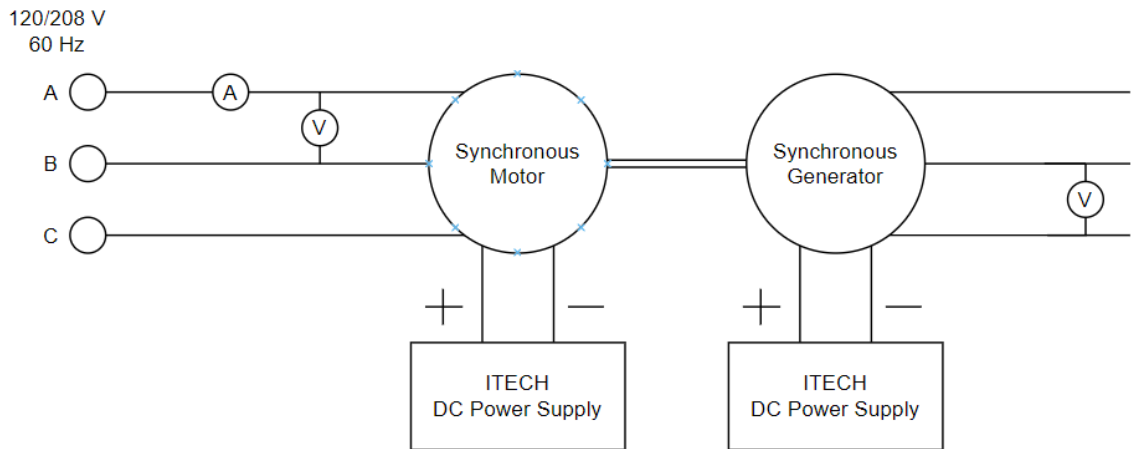 120/208 V
60 Hz
A
A
V
B
C
Synchronous
Motor
Synchronous
Generator
V
+
—
+
—
ITECH
DC Power Supply
ITECH
DC Power Supply